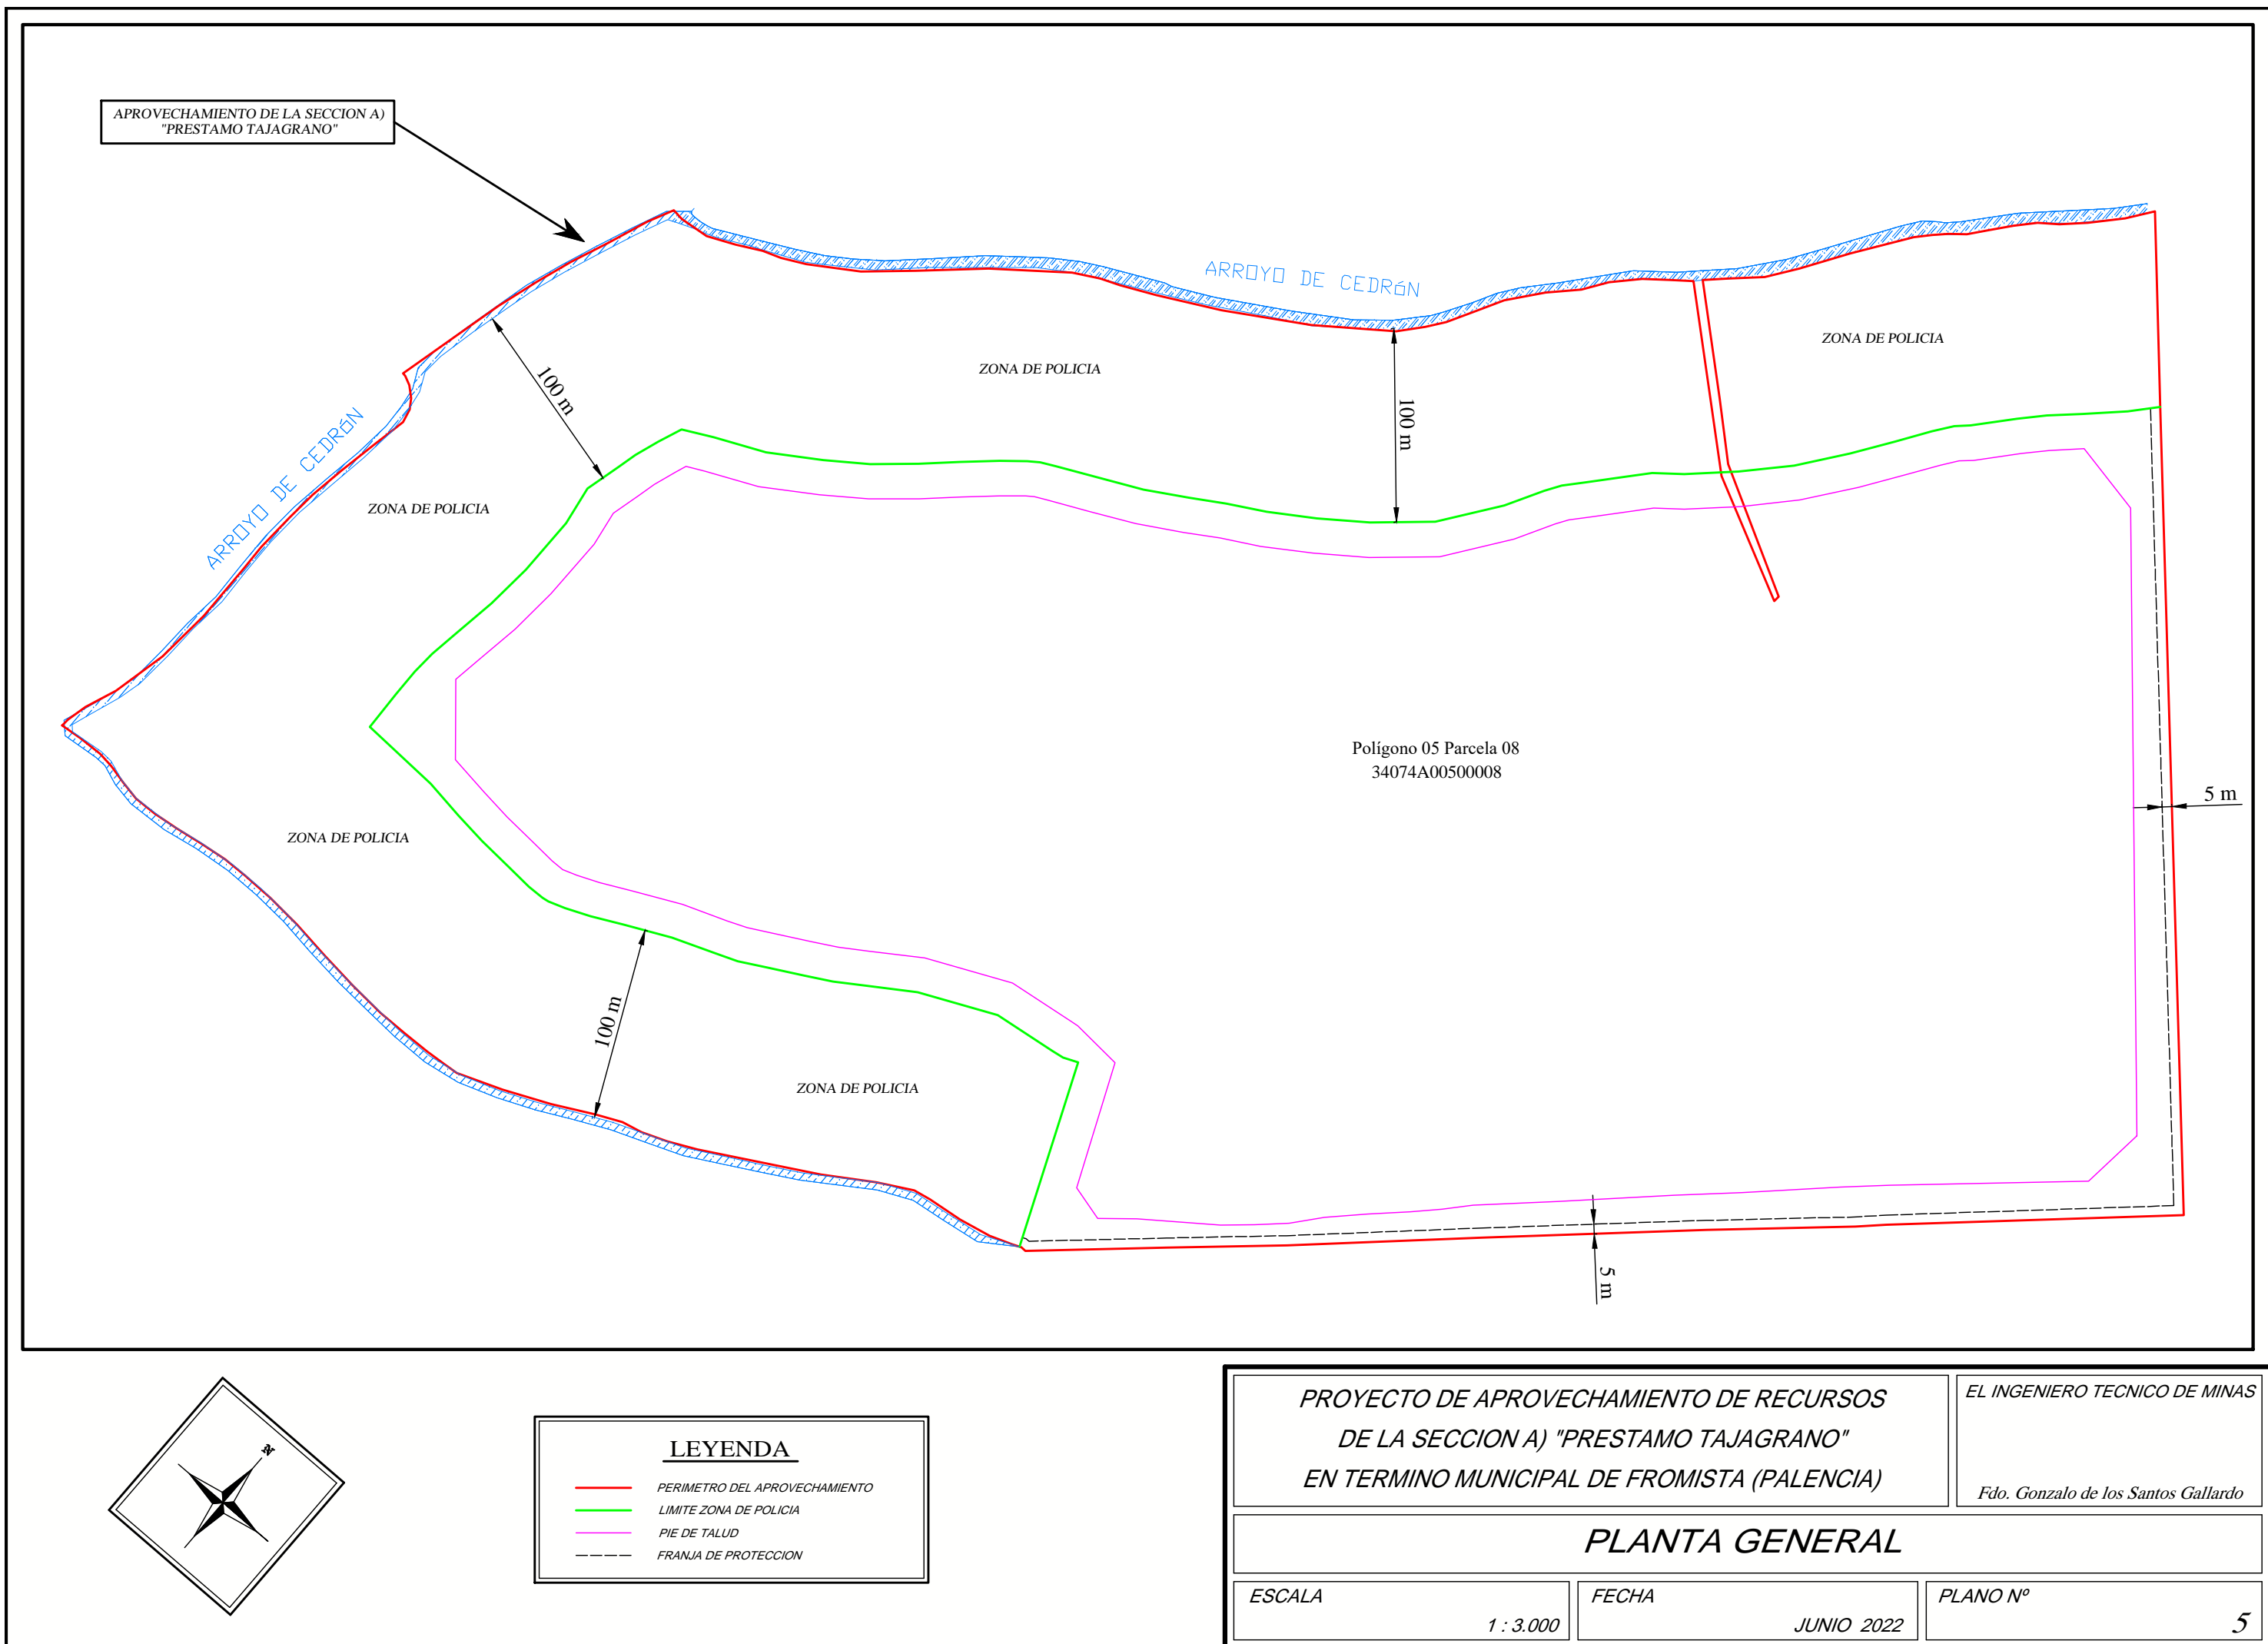 APROVECHAMIENTO DE LA SECCION A)
"PRESTAMO TAJAGRANO"
ARROYO DE CEDRóN
ZONA DE POLICIA
ZONA DE POLICIA
100 m
100 m
ARROYO DE CEDRóN
ZONA DE POLICIA
Polígono 05 Parcela 08
34074A00500008
5 m
ZONA DE POLICIA
100 m
ZONA DE POLICIA
5 m
N
LEYENDA
PERIMETRO DEL APROVECHAMIENTO
LIMITE ZONA DE POLICIA
PIE DE TALUD
FRANJA DE PROTECCION
PROYECTO DE APROVECHAMIENTO DE RECURSOS
DE LA SECCION A) "PRESTAMO TAJAGRANO"
EN TERMINO MUNICIPAL DE FROMISTA (PALENCIA)
EL INGENIERO TECNICO DE MINAS
Fdo. Gonzalo de los Santos Gallardo
PLANTA GENERAL
ESCALA
1 : 3.000
FECHA
JUNIO 2022
PLANO Nº
5